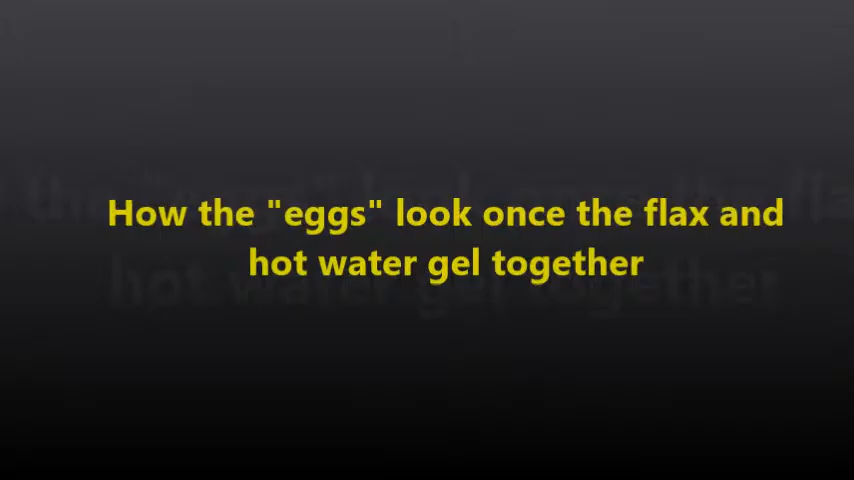 How the "eggs" look once the flax and
hot water gel together